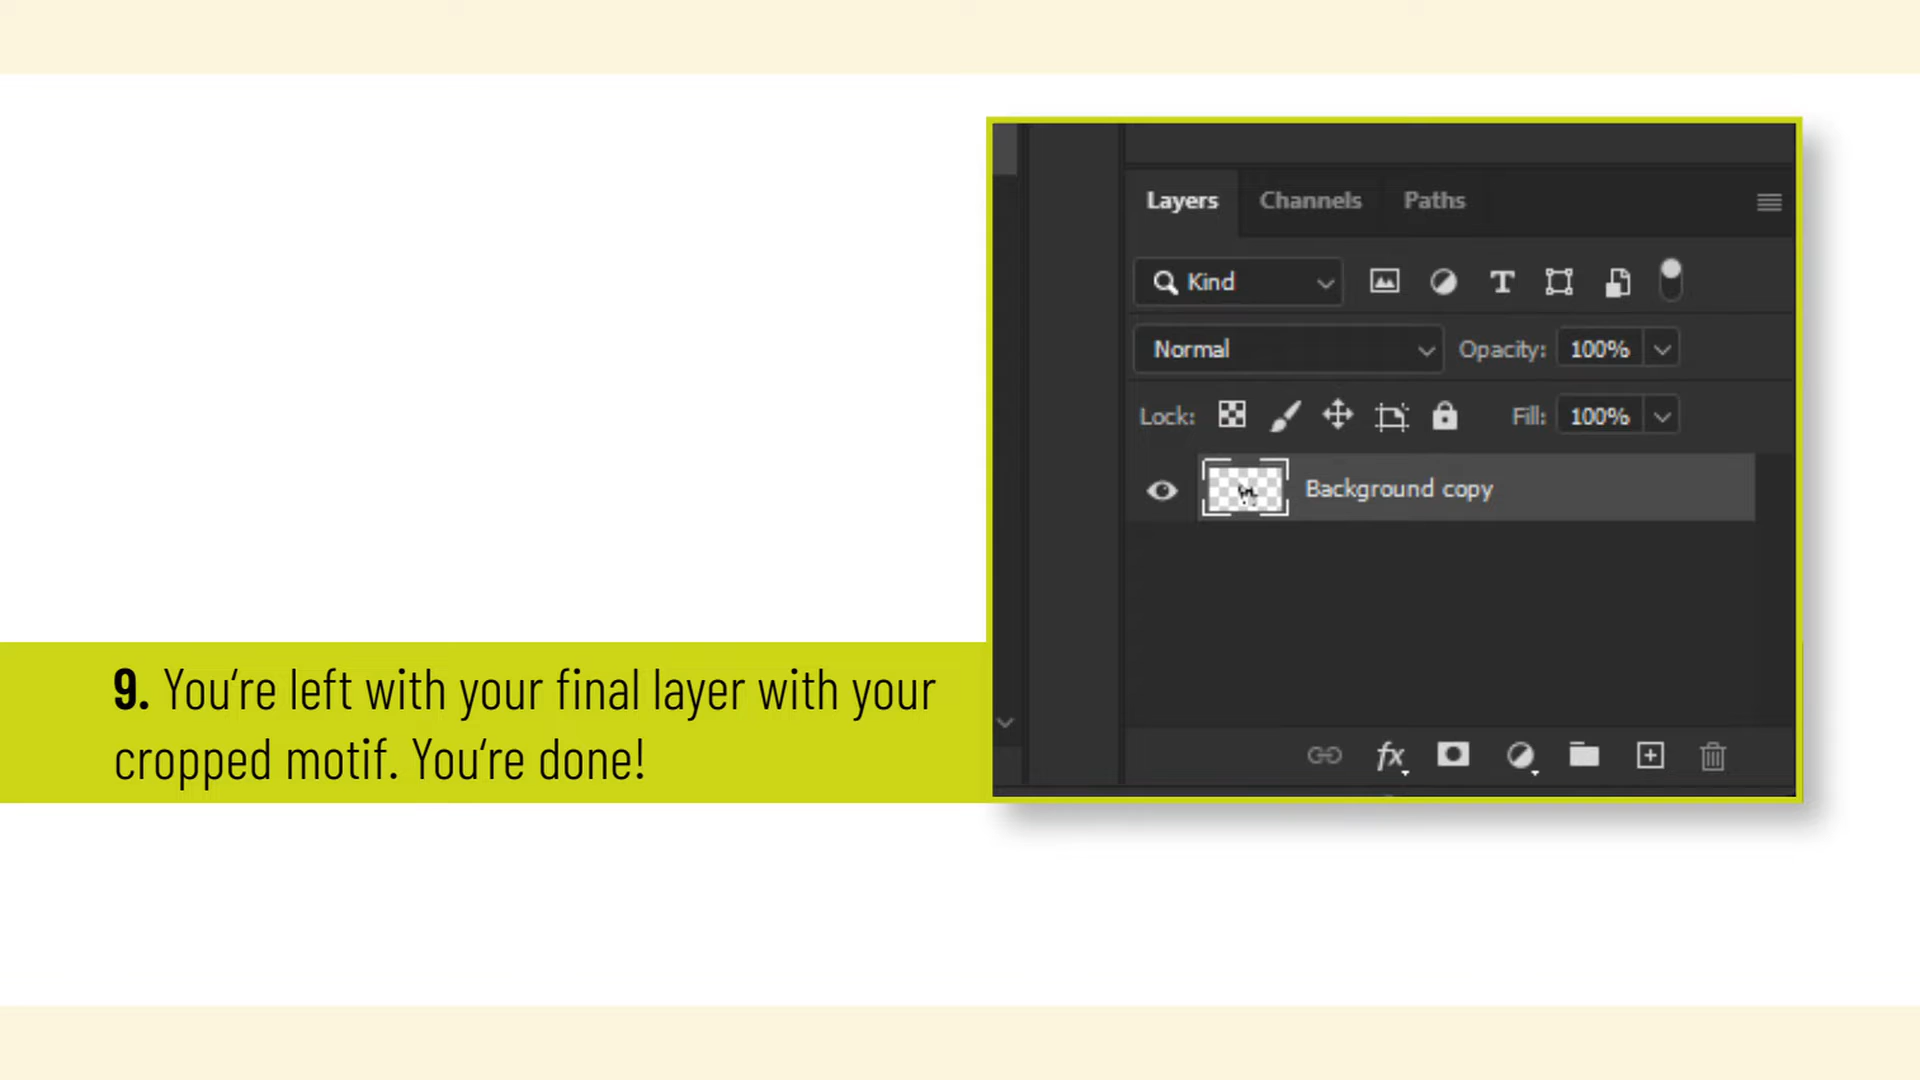 Layers Channels Paths
Kind
Normal Opacity: 100%
Lock: Fill: 100%
Background copy
9. You‘re left with your final layer with your
cropped motif. You‘re done!
fx